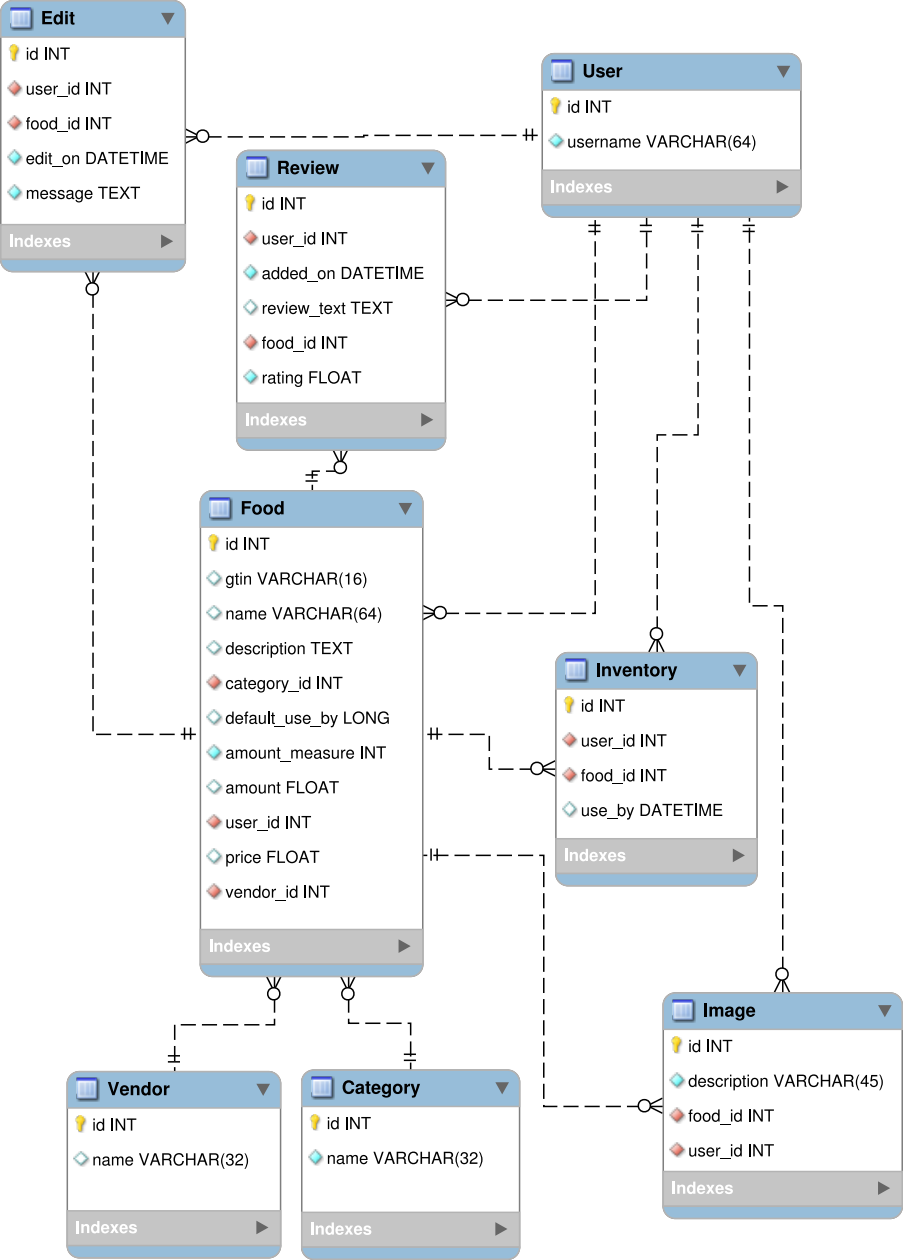 Edit
id INT
user_id INT
food_id INT
edit_on DATETIME
message TEXT
Indexes
User
id INT
username VARCHAR(64)
Indexes
Review
id INT
user_id INT
added_on DATETIME
review_text TEXT
food_id INT
rating FLOAT
Indexes
Food
id INT
gtin VARCHAR(16)
name VARCHAR(64)
description TEXT
category_id INT
default_use_by LONG
amount_measure INT
amount FLOAT
user_id INT
price FLOAT
vendor_id INT
Indexes
Inventory
id INT
user_id INT
food_id INT
use_by DATETIME
Indexes
Image
id INT
description VARCHAR(45)
food_id INT
user_id INT
Indexes
Vendor
id INT
name VARCHAR(32)
Indexes
Category
id INT
name VARCHAR(32)
Indexes